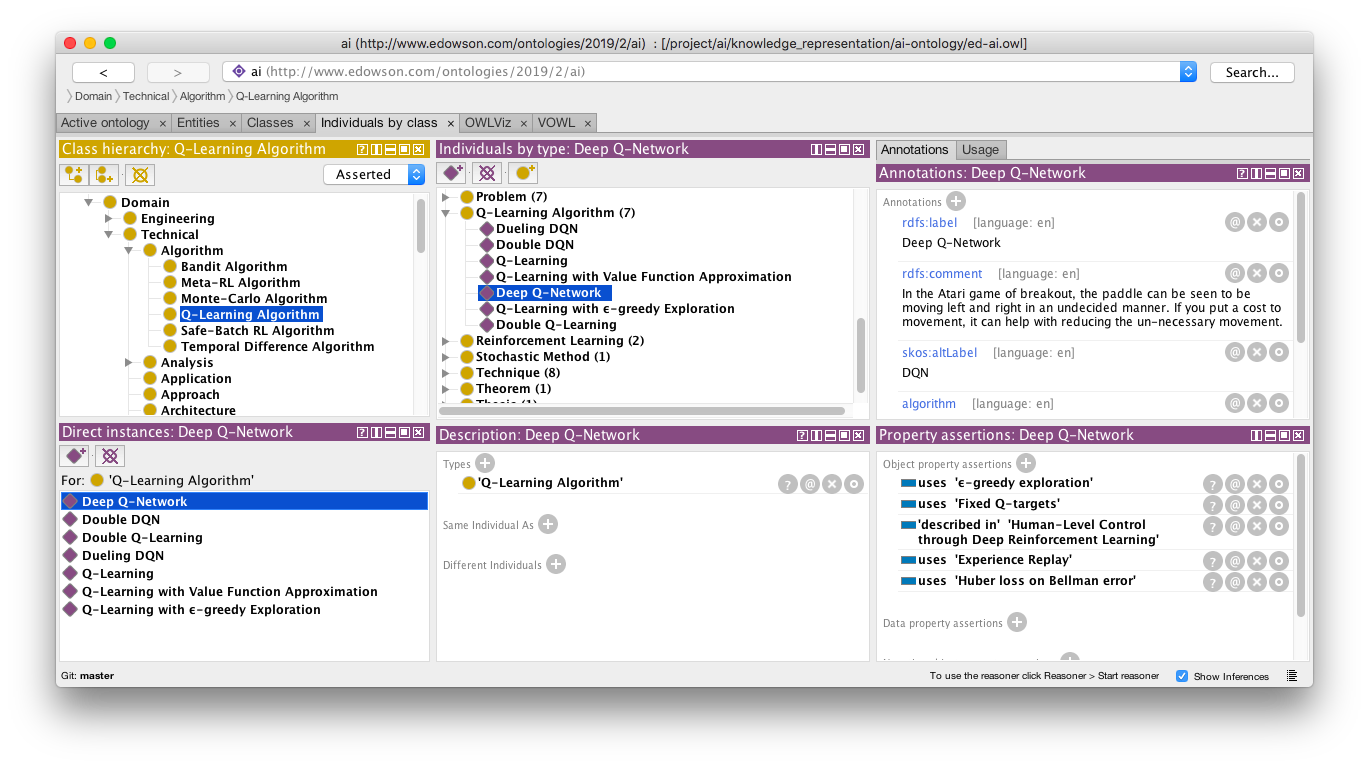 ai (http://www.edowson.com/ontologies/2019/2/ai) : [/project/ai/knowledge_representation/ai-ontology/ed-ai.owl]
< > ai (http://www.edowson.com/ontologies/2019/2/ai) Search...
〉Domain 〉Technical 〉Algorithm 〉Q-Learning Algorithm
Active ontology × Entities × Classes × Individuals by class × OWLViz × VOWL ×
Class hierarchy: Q-Learning Algorithm
Asserted
Domain
Engineering
Technical
Algorithm
Bandit Algorithm
Meta-RL Algorithm
Monte-Carlo Algorithm
Q-Learning Algorithm
Safe-Batch RL Algorithm
Temporal Difference Algorithm
Analysis
Application
Approach
Architecture
Direct instances: Deep Q-Network
For: 'Q-Learning Algorithm'
Deep Q-Network
Double DQN
Double Q-Learning
Dueling DQN
Q-Learning
Q-Learning with Value Function Approximation
Q-Learning with ϵ-greedy Exploration
Individuals by type: Deep Q-Network
Problem (7)
Q-Learning Algorithm (7)
Dueling DQN
Double DQN
Q-Learning
Q-Learning with Value Function Approximation
Deep Q-Network
Q-Learning with ϵ-greedy Exploration
Double Q-Learning
Reinforcement Learning (2)
Stochastic Method (1)
Technique (8)
Theorem (1)
Thesis (1)
Description: Deep Q-Network
Types
'Q-Learning Algorithm'
Same Individual As
Different Individuals
Annotations Usage
Annotations: Deep Q-Network
Annotations
rdfs:label [language: en]
Deep Q-Network
rdfs:comment [language: en]
In the Atari game of breakout, the paddle can be seen to be
moving left and right in an undecided manner. If you put a cost to
movement, it can help with reducing the un-necessary movement.
skos:altLabel [language: en]
DQN
algorithm [language: en]
Property assertions: Deep Q-Network
Object property assertions
uses 'ϵ-greedy exploration'
uses 'Fixed Q-targets'
'described in' 'Human-Level Control
through Deep Reinforcement Learning'
uses 'Experience Replay'
uses 'Huber loss on Bellman error'
Data property assertions
Git: master
To use the reasoner click Reasoner > Start reasoner Show Inferences